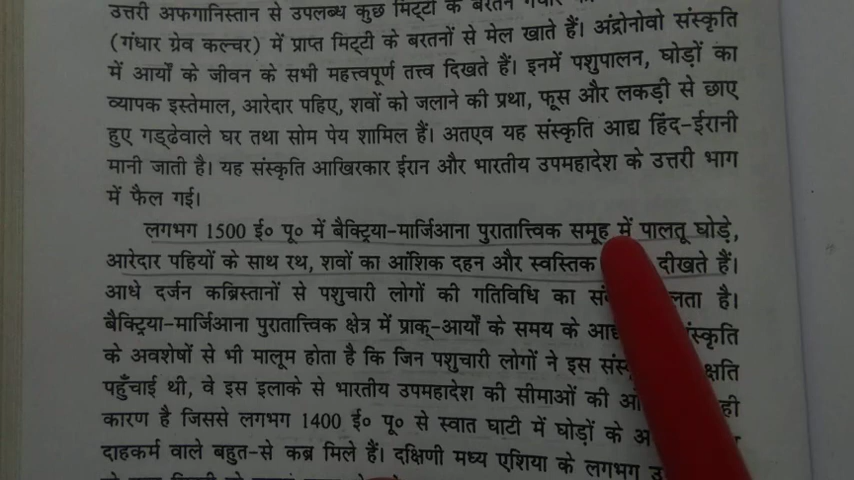 उत्तरी अफगानिस्तान से उपलब्ध कुछ मिट्टी के बरतन गंधार
(गंधार ग्रेव कल्चर) में प्राप्त मिट्टी के बरतनों से मेल खाते हैं। अंद्रोनोवो संस्कृति
में आर्यों के जीवन के सभी महत्त्वपूर्ण तत्त्व दिखते हैं। इनमें पशुपालन, घोड़ों का
व्यापक इस्तेमाल, आरेदार पहिए, शवों को जलाने की प्रथा, फूस और लकड़ी से छाए
हुए गड्ढेवाले घर तथा सोम पेय शामिल हैं। अतएव यह संस्कृति आद्य हिंद-ईरानी
मानी जाती है। यह संस्कृति आखिरकार ईरान और भारतीय उपमहादेश के उत्तरी भाग
में फैल गई।
लगभग 1500 ई० पू० में बैक्ट्रिया-मार्जिआना पुरातात्त्विक समूह में पालतू घोड़े,
आरेदार पहियों के साथ रथ, शवों का आंशिक दहन और स्वस्तिक दीखते हैं।
आधे दर्जन कब्रिस्तानों से पशुचारी लोगों की गतिविधि का है।
बैक्ट्रिया-मार्जिआना पुरातात्त्विक क्षेत्र में प्राक्-आर्यों के समय के
के अवशेषों से भी मालूम होता है कि जिन पशुचारी लोगों ने इस क्षति
पहुँचाई थी, वे इस इलाके से भारतीय उपमहादेश की सीमाओं की ही
कारण है जिससे लगभग 1400 ई० पू० से स्वात घाटी में घोड़ों के
दाहकर्म वाले बहुत-से कब्र मिले हैं। दक्षिणी मध्य एशिया के लगभग